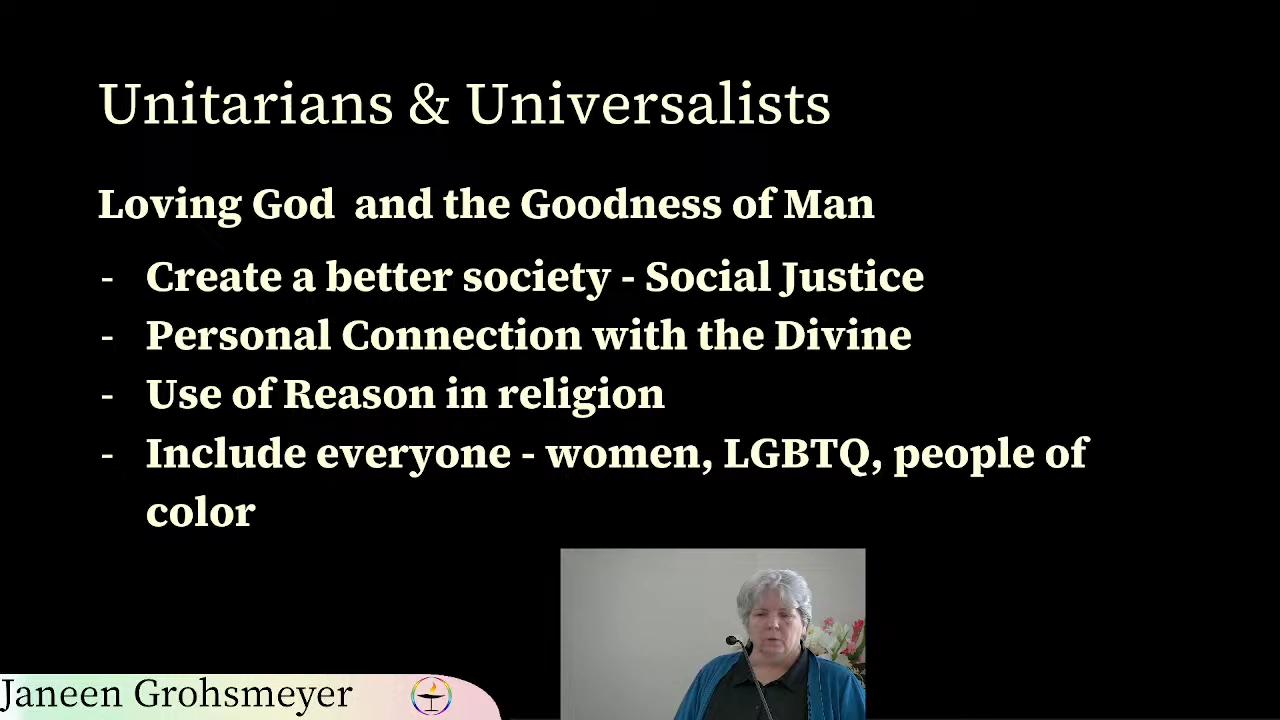 Unitarians & Universalists
Loving God and the Goodness of Man
- Create a better society - Social Justice
- Personal Connection with the Divine
- Use of Reason in religion
- Include everyone - women, LGBTQ, people of
color
Janeen Grohsmeyer